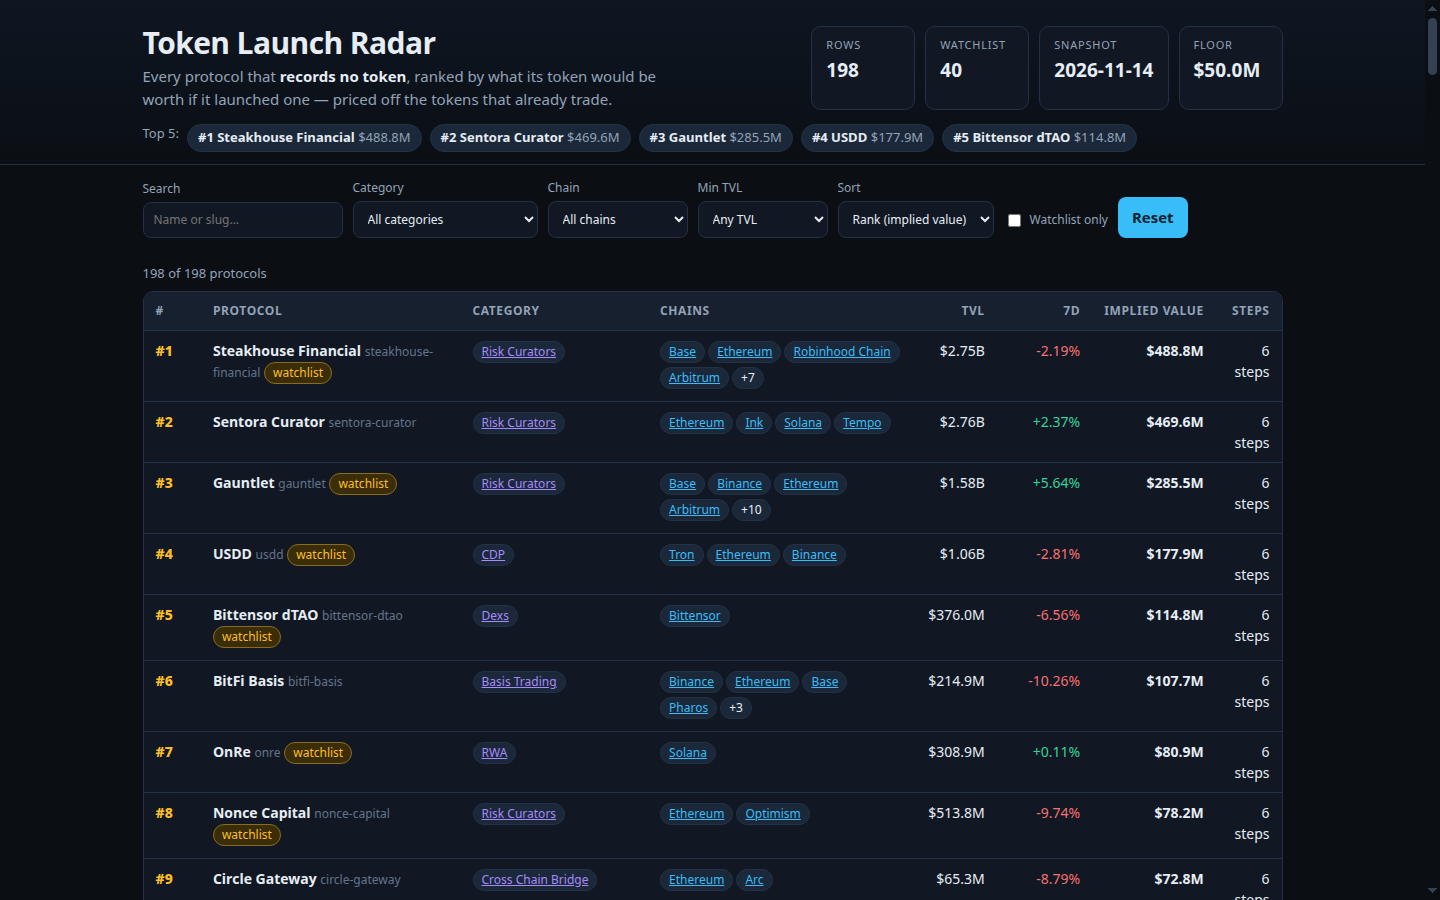 Token Launch Radar
Every protocol that records no token, ranked by what its token would be
worth if it launched one — priced off the tokens that already trade.
ROWS
198
WATCHLIST
40
SNAPSHOT
2026-11-14
FLOOR
$50.0M
Top 5: #1 Steakhouse Financial $488.8M #2 Sentora Curator $469.6M #3 Gauntlet $285.5M #4 USDD $177.9M #5 Bittensor dTAO $114.8M
Search Category Chain Min TVL Sort
Name or slug... All categories All chains Any TVL Rank (implied value) Watchlist only Reset
198 of 198 protocols
# PROTOCOL CATEGORY CHAINS TVL 7D IMPLIED VALUE STEPS
#1 Steakhouse Financial steakhouse- Risk Curators Base Ethereum Robinhood Chain $2.75B -2.19% $488.8M 6
financial watchlist Arbitrum +7 steps
#2 Sentora Curator sentora-curator Risk Curators Ethereum Ink Solana Tempo $2.76B +2.37% $469.6M 6
steps
#3 Gauntlet gauntlet watchlist Risk Curators Base Binance Ethereum $1.58B +5.64% $285.5M 6
Arbitrum +10 steps
#4 USDD usdd watchlist CDP Tron Ethereum Binance $1.06B -2.81% $177.9M 6
steps
#5 Bittensor dTAO bittensor-dtao Dexs Bittensor $376.0M -6.56% $114.8M 6
watchlist steps
#6 BitFi Basis bitfi-basis Basis Trading Binance Ethereum Base $214.9M -10.26% $107.7M 6
Pharos +3 steps
#7 OnRe onre watchlist RWA Solana $308.9M +0.11% $80.9M 6
steps
#8 Nonce Capital nonce-capital Risk Curators Ethereum Optimism $513.8M -9.74% $78.2M 6
watchlist steps
#9 Circle Gateway circle-gateway Cross Chain Bridge Ethereum Arc $65.3M -8.79% $72.8M 6
steps